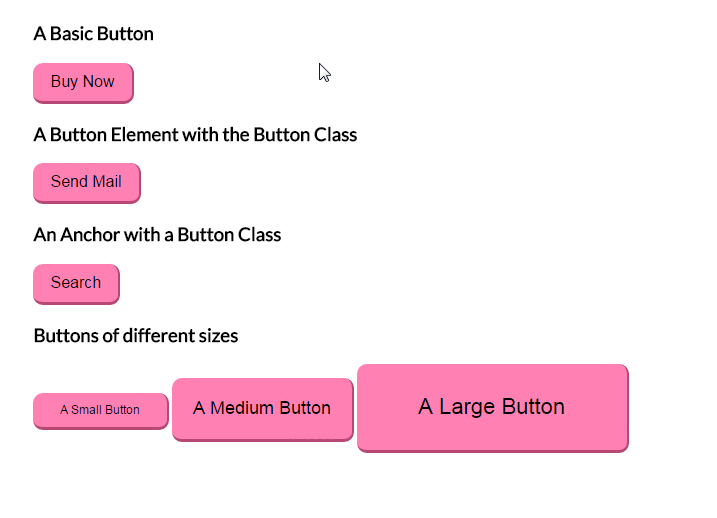 A Basic Button
Buy Now
A Button Element with the Button Class
Send Mail
An Anchor with a Button Class
Search
Buttons of different sizes
A Small Button
A Medium Button
A Large Button